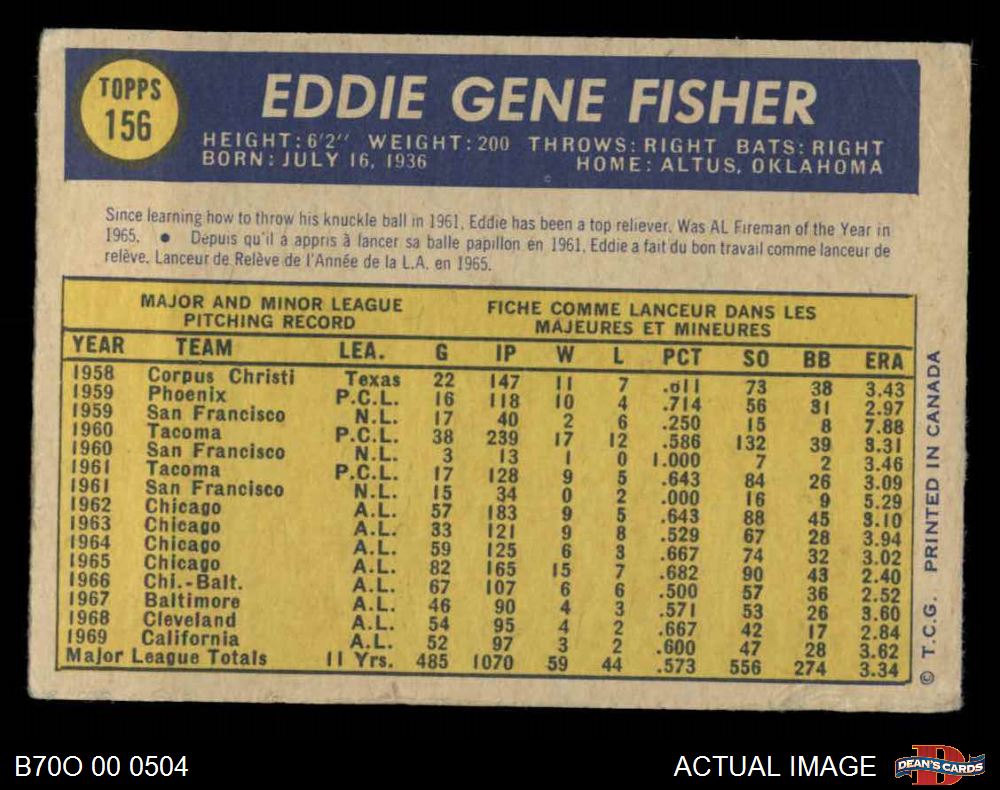 TOPPS
156
EDDIE GENE FISHER
HEIGHT: 6'2" WEIGHT: 200 THROWS: RIGHT BATS: RIGHT
BORN: JULY 16, 1936 HOME: ALTUS, OKLAHOMA
Since learning how to throw his knuckle ball in 1961, Eddie has been a top reliever. Was AL Fireman of the Year in
1965. ● Depuis qu'il a appris à lancer sa balle papillon en 1961, Eddie a fait du bon travail comme lanceur de
relève. Lanceur de Relève de l'Année de la L.A. en 1965.
MAJOR AND MINOR LEAGUE
PITCHING RECORD
FICHE COMME LANCEUR DANS LES
MAJEURES ET MINEURES
YEAR TEAM LEA. G IP W L PCT SO BB ERA
1958 Corpus Christi Texas 22 147 11 7 .611 73 38 3.43
1959 Phoenix P.C.L. 16 118 10 4 .714 56 31 2.97
1959 San Francisco N.L. 17 40 2 6 .250 15 8 7.88
1960 Tacoma P.C.L. 38 239 17 12 .586 132 39 3.31
1960 San Francisco N.L. 3 13 1 0 1.000 7 2 3.46
1961 Tacoma P.C.L. 17 128 9 5 .643 84 26 3.09
1961 San Francisco N.L. 15 34 0 2 .000 16 9 5.29
1962 Chicago A.L. 57 183 9 5 .643 88 45 3.10
1963 Chicago A.L. 33 121 9 8 .529 67 28 3.94
1964 Chicago A.L. 59 125 6 3 .667 74 32 3.02
1965 Chicago A.L. 82 165 15 7 .682 90 43 2.40
1966 Chi.-Balt. A.L. 67 107 6 6 .500 57 36 2.52
1967 Baltimore A.L. 46 90 4 3 .571 53 26 3.60
1968 Cleveland A.L. 54 95 4 2 .667 42 17 2.84
1969 California A.L. 52 97 3 2 .600 47 28 3.62
Major League Totals 11 Yrs. 485 1070 59 44 .573 556 274 3.34
© T.C.G. PRINTED IN CANADA
B70O 00 0504
ACTUAL IMAGE
DEAN'S CARDS